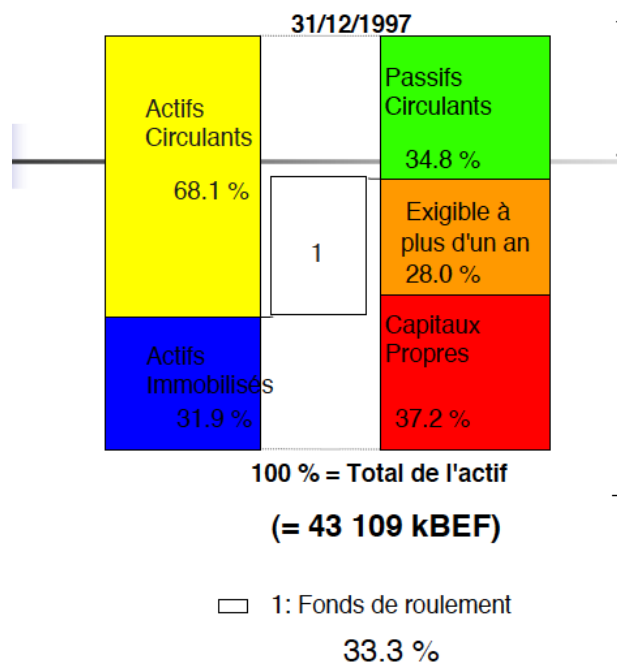 31/12/1997
Actifs
Circulants
68.1 %
Actifs
Immobilisés
31.9 %
1
Passifs
Circulants
34.8 %
Exigible à
plus d'un an
28.0 %
Capitaux
Propres
37.2 %
100 % = Total de l'actif
(= 43 109 kBEF)
1: Fonds de roulement
33.3 %